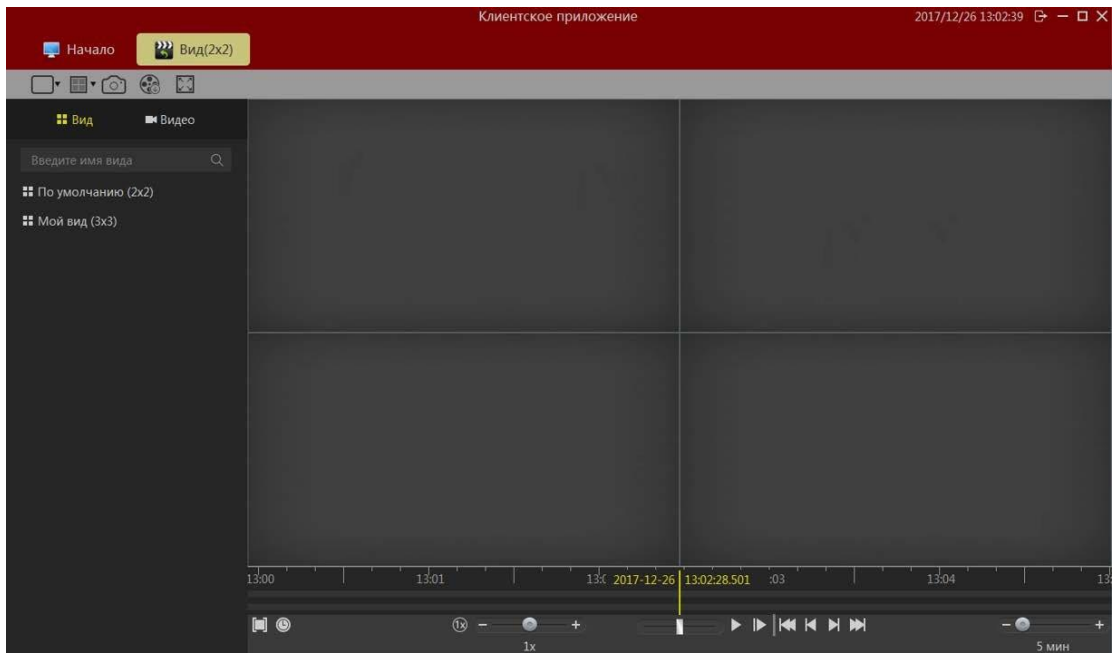 Клиентское приложение 2017/12/26 13:02:39
Начало Вид(2x2)
Вид Видео
Введите имя вида
По умолчанию (2x2)
Мой вид (3x3)
13:00 13:01 2017-12-26 13:02:28.501 :03 13:04 13
1x
1x 5 мин